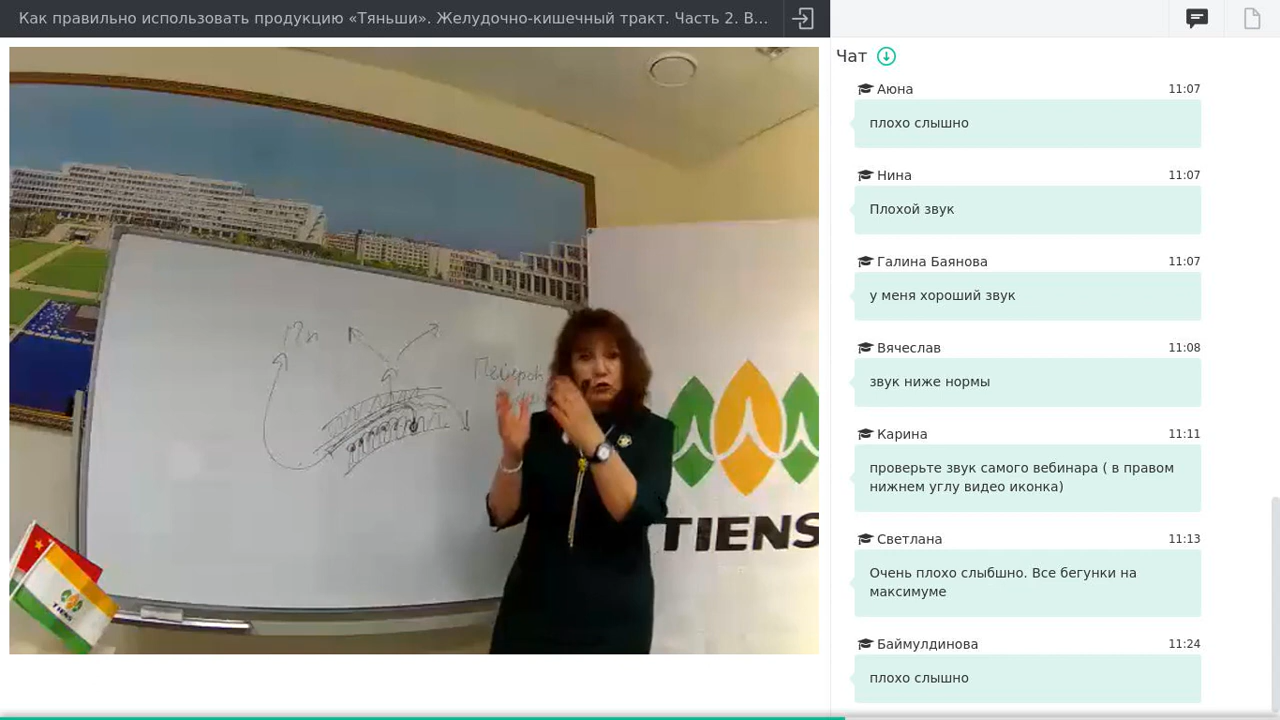 Как правильно использовать продукцию «Тяньши». Желудочно-кишечный тракт. Часть 2. В...
Чат
Аюна 11:07
плохо слышно
Нина 11:07
Плохой звук
Галина Баянова 11:07
у меня хороший звук
Вячеслав 11:08
звук ниже нормы
Карина 11:11
проверьте звук самого вебинара ( в правом
нижнем углу видео иконка)
Светлана 11:13
Очень плохо слыбшно. Все бегунки на
максимуме
Баймулдинова 11:24
плохо слышно
TIENS
TIENS